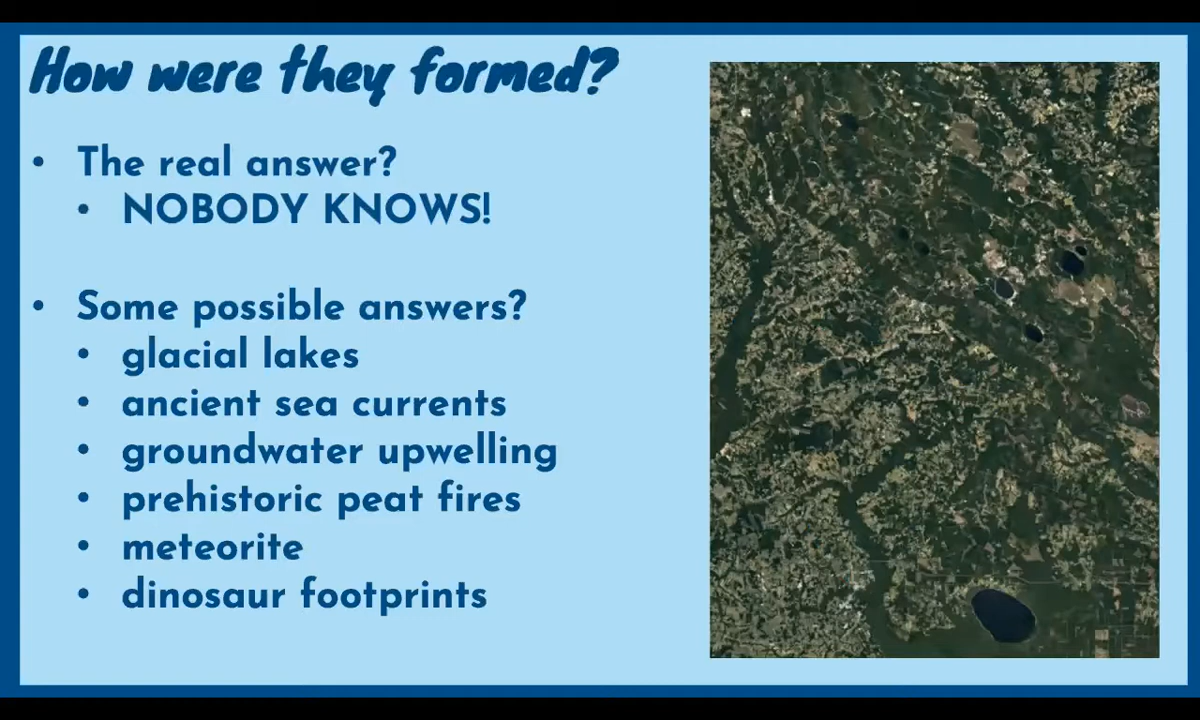 How were they formed?
• The real answer?
• NOBODY KNOWS!
• Some possible answers?
• glacial lakes
• ancient sea currents
• groundwater upwelling
• prehistoric peat fires
• meteorite
• dinosaur footprints